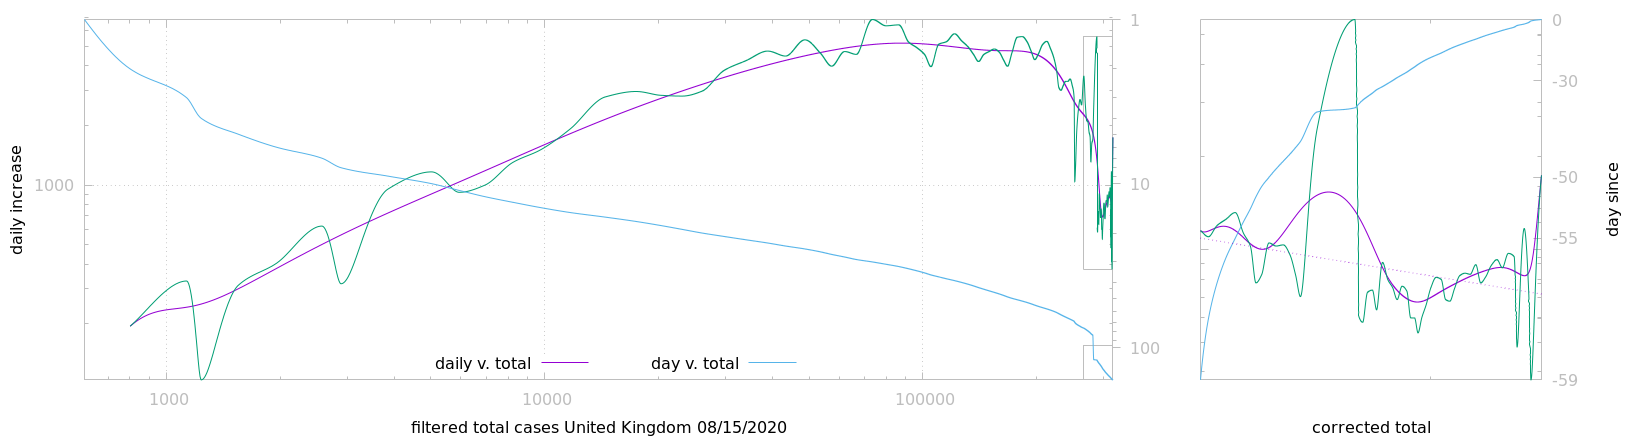 daily increase
1000
daily v. total
day v. total
1
10
100
1000
10000
100000
filtered total cases United Kingdom 08/15/2020
0
-30
-50
-55
-59
day since
corrected total